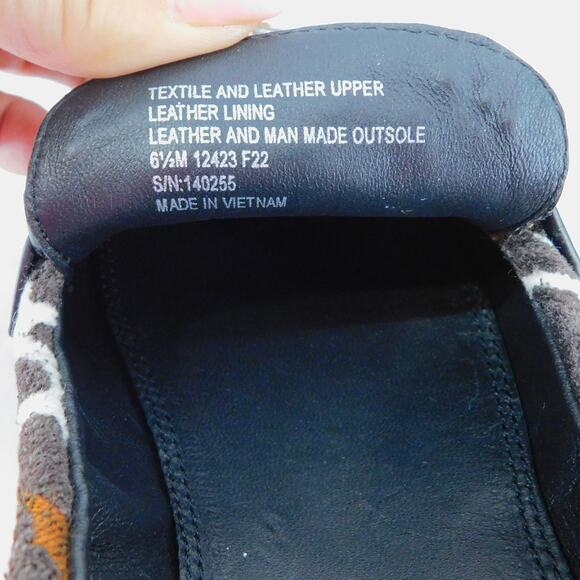 TEXTILE AND LEATHER UPPER
LEATHER LINING
LEATHER AND MAN MADE OUTSOLE
6½M 12423 F22
S/N:140255
MADE IN VIETNAM